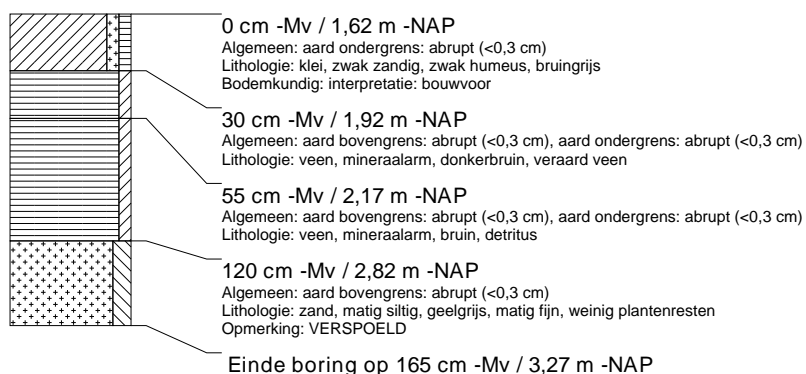 0 cm -Mv / 1,62 m -NAP
Algemeen: aard ondergrens: abrupt (<0,3 cm)
Lithologie: klei, zwak zandig, zwak humeus, bruingrijs
Bodemkundig: interpretatie: bouwvoor
30 cm -Mv / 1,92 m -NAP
Algemeen: aard bovengrens: abrupt (<0,3 cm), aard ondergrens: abrupt (<0,3 cm)
Lithologie: veen, mineraalarm, donkerbruin, veraard veen
55 cm -Mv / 2,17 m -NAP
Algemeen: aard bovengrens: abrupt (<0,3 cm), aard ondergrens: abrupt (<0,3 cm)
Lithologie: veen, mineraalarm, bruin, detritus
120 cm -Mv / 2,82 m -NAP
Algemeen: aard bovengrens: abrupt (<0,3 cm)
Lithologie: zand, matig siltig, geelgrijs, matig fijn, weinig plantenresten
Opmerking: VERSPOELD
Einde boring op 165 cm -Mv / 3,27 m -NAP